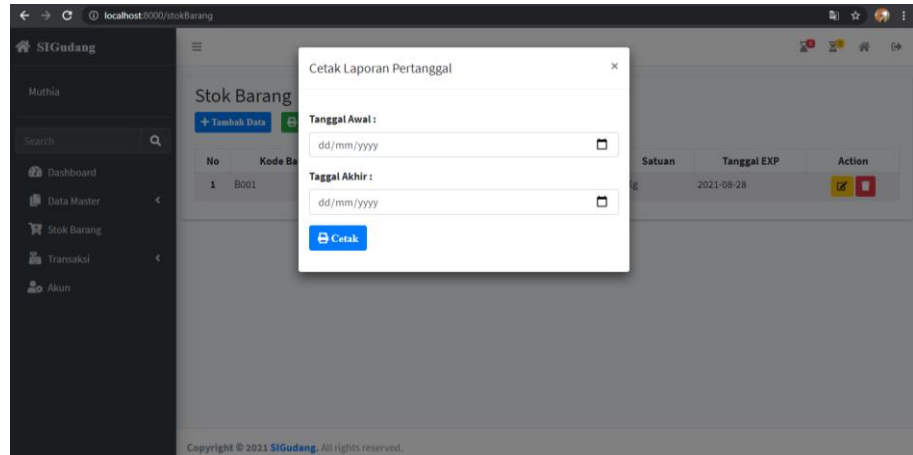 localhost:8000/stokBarang
SIGudang
Cetak Laporan Pertanggal ×
Muthia
Stok Barang
Tambah Data
Tanggal Awal :
dd/mm/yyyy
Search
No Kode Ba Satuan Tanggal EXP Action
1 B001 2021-08-28
Taggal Akhir :
dd/mm/yyyy
Cetak
Dashboard
Data Master
Stok Barang
Transaksi
Akun
Copyright © 2021 SIGudang. All rights reserved.